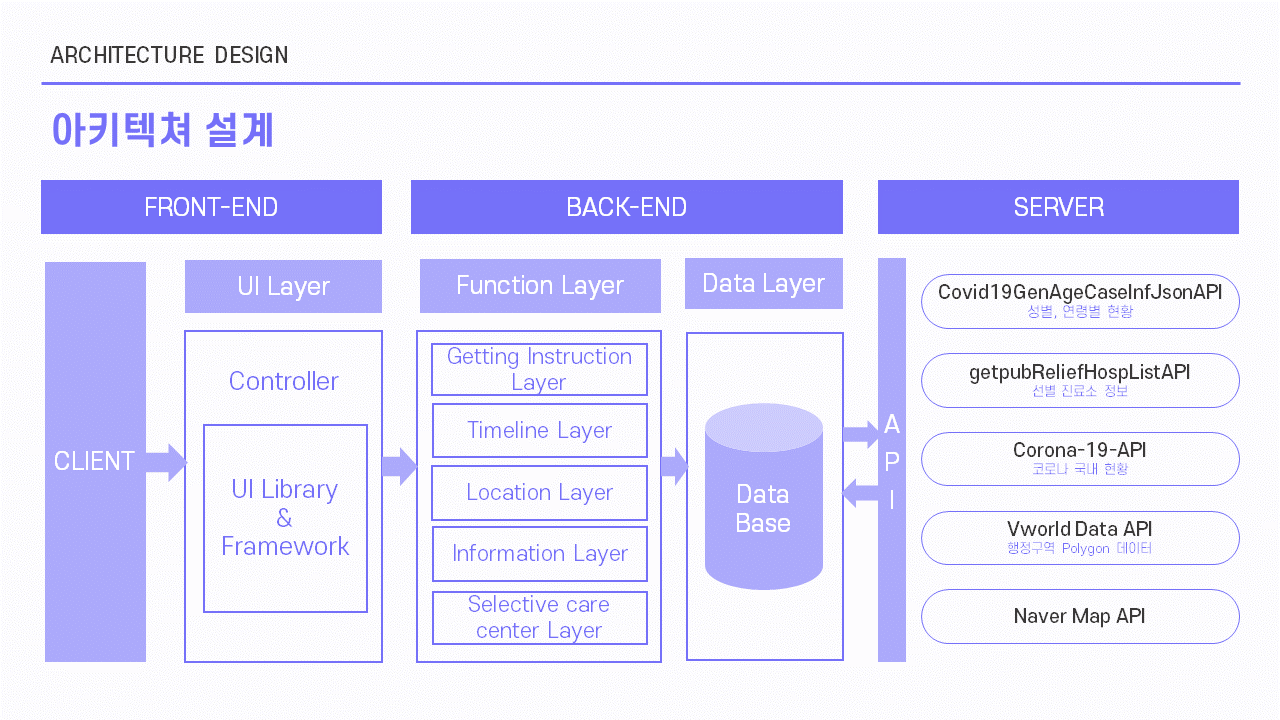 ARCHITECTURE DESIGN
아키텍쳐 설계
FRONT-END
BACK-END
SERVER
CLIENT
UI Layer
Controller
UI Library
&
Framework
Function Layer
Getting Instruction
Layer
Timeline Layer
Location Layer
Information Layer
Selective care
center Layer
Data Layer
Data
Base
A
P
I
Covid19GenAgeCaseInfJsonAPI
성별, 연령별 현황
getpubReliefHospListAPI
선별 진료소 정보
Corona-19-API
코로나 국내 현황
Vworld Data API
행정구역 Polygon 데이터
Naver Map API